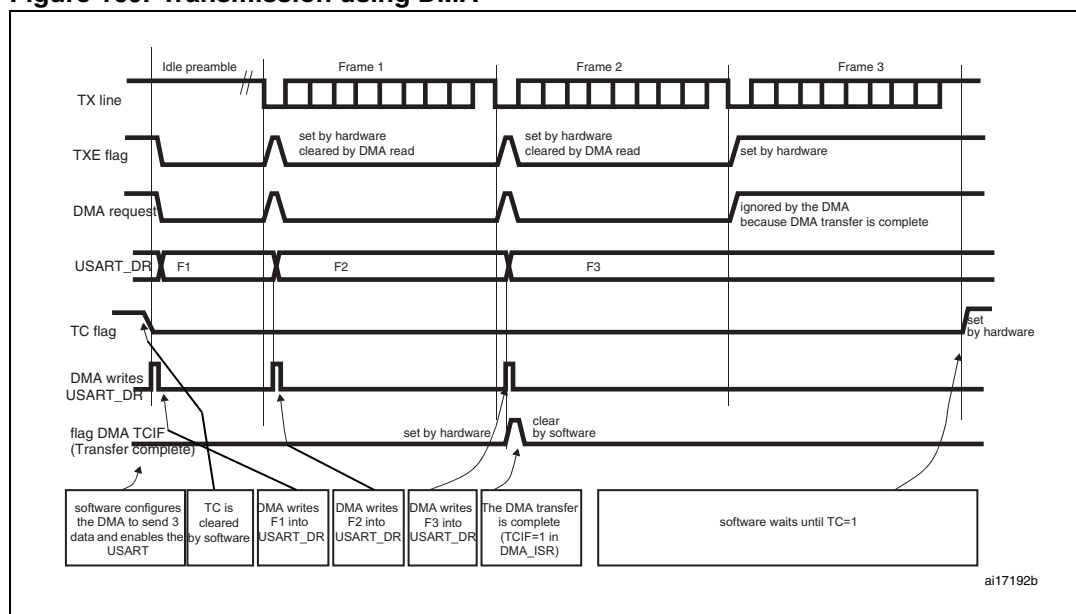 Idle preamble
Frame 1
Frame 2
Frame 3
TX line
TXE flag
set by hardware
cleared by DMA read
set by hardware
cleared by DMA read
set by hardware
DMA request
ignored by the DMA
because DMA transfer is complete
USART_DR
F1
F2
F3
TC flag
set
by hardware
DMA writes
USART_DR
flag DMA TCIF
(Transfer complete)
set by hardware
clear
by software
software configures
the DMA to send 3
data and enables the
USART
TC is
cleared
by software
DMA writes
F1 into
USART_DR
DMA writes
F2 into
USART_DR
DMA writes
F3 into
USART_DR
The DMA transfer
is complete
(TCIF=1 in
DMA_ISR)
software waits until TC=1
ai17192b